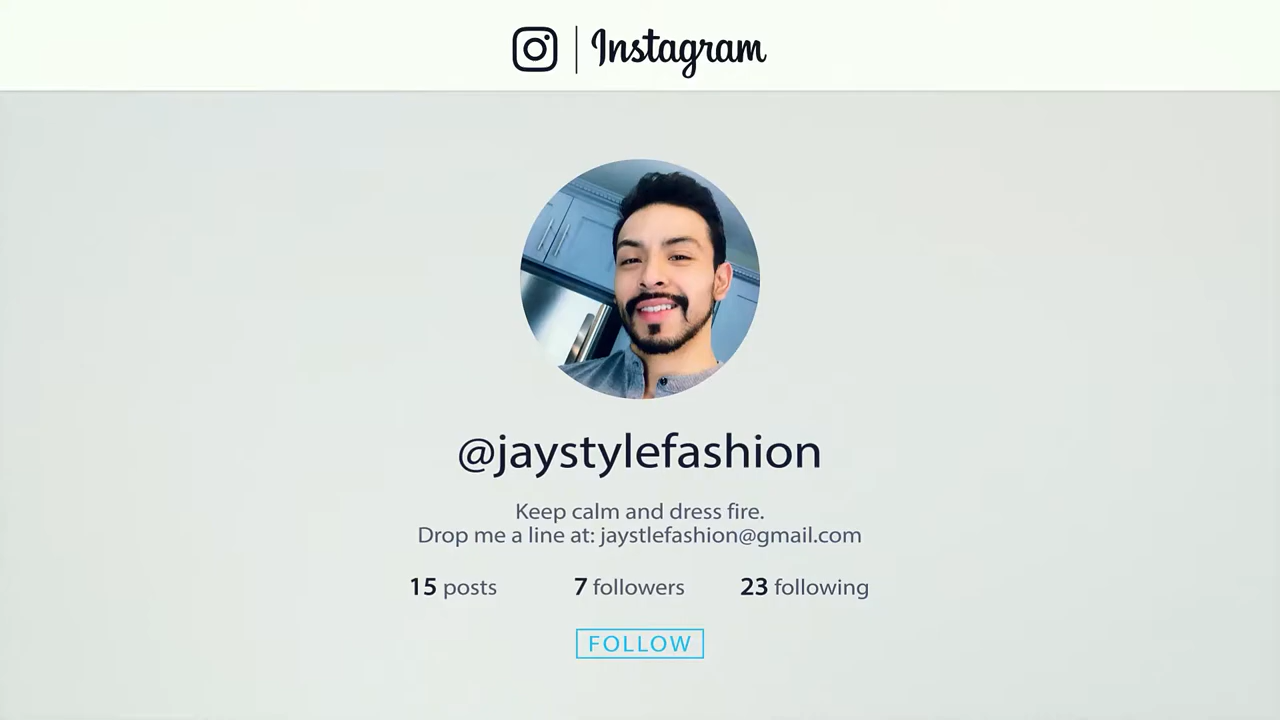 Instagram
@jaystylefashion
Keep calm and dress fire.
Drop me a line at: jaystlefashion@gmail.com
15 posts 7 followers 23 following
FOLLOW